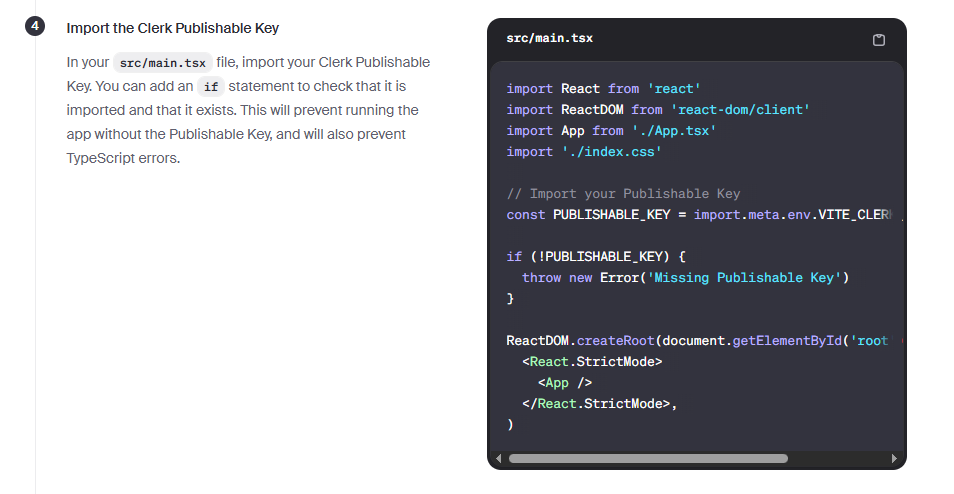 4
Import the Clerk Publishable Key
In your src/main.tsx file, import your Clerk Publishable
Key. You can add an if statement to check that it is
imported and that it exists. This will prevent running the
app without the Publishable Key, and will also prevent
TypeScript errors.
src/main.tsx
import React from 'react'
import ReactDOM from 'react-dom/client'
import App from './App.tsx'
import './index.css'
// Import your Publishable Key
const PUBLISHABLE_KEY = import.meta.env.VITE_CLER
if (!PUBLISHABLE_KEY) {
  throw new Error('Missing Publishable Key')
}
ReactDOM.createRoot(document.getElementById('root
  <React.StrictMode>
    <App />
  </React.StrictMode>,
)